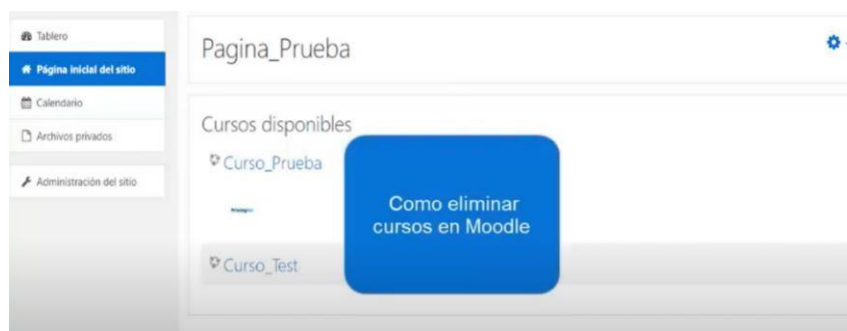 Tablero
Página inicial del sitio
Calendario
Archivos privados
Administración del sitio
Pagina_Prueba
Cursos disponibles
Curso_Prueba
Como eliminar
cursos en Moodle
Curso_Test